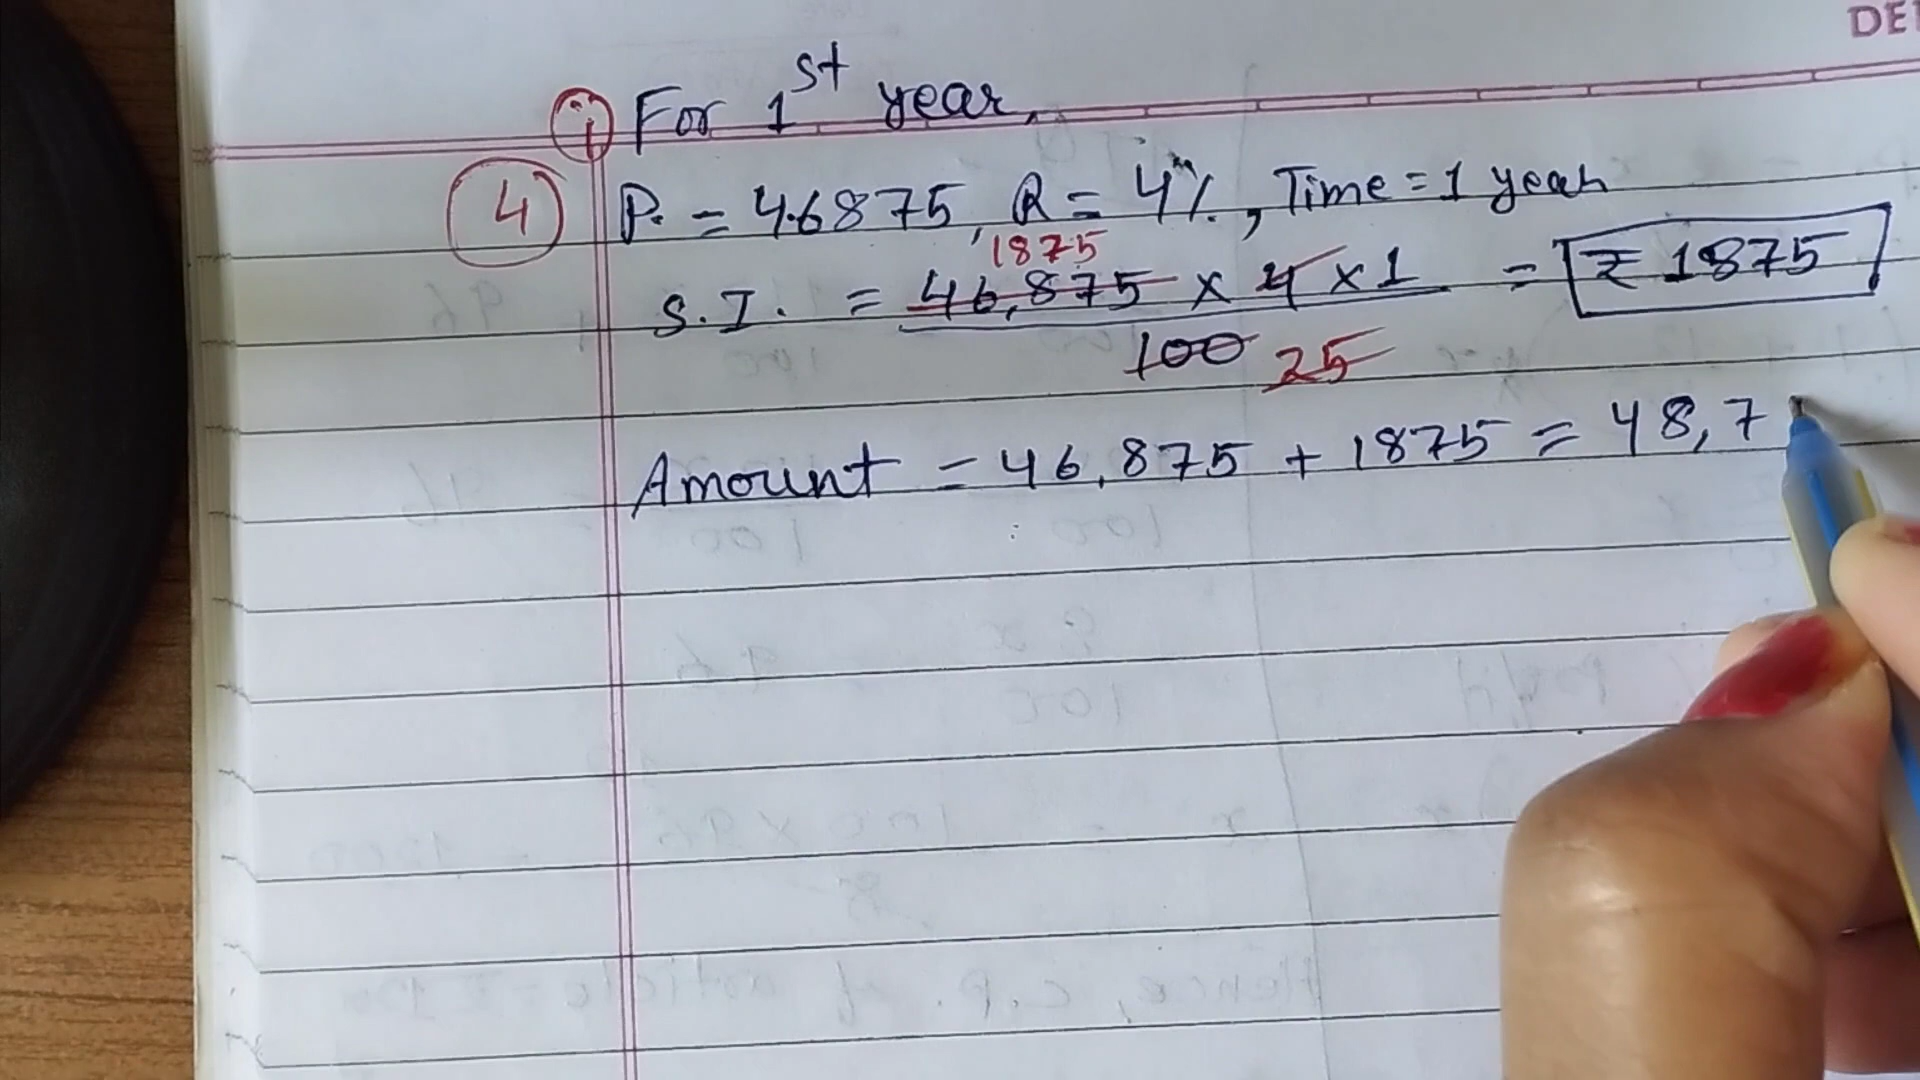 DE
i For 1st year,
4 P. = 46875, R = 4%, Time = 1 year
1875
S.I. = 46,875 x 4 x 1 = ₹ 1875
100 25
Amount = 46,875 + 1875 = 48,7